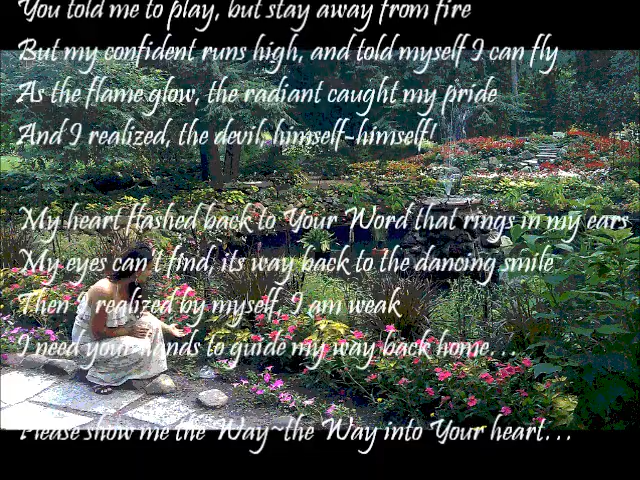 You told me to play, but stay away from fire
But my confident runs high, and told myself I can fly
As the flame glow, the radiant caught my pride
And I realized, the devil, himself~himself!
My heart flashed back to Your Word that rings in my ears
My eyes can't find, its way back to the dancing smile
Then I realized by myself, I am weak
I need your hands to guide my way back home...
Please show me the Way~the Way into Your heart...